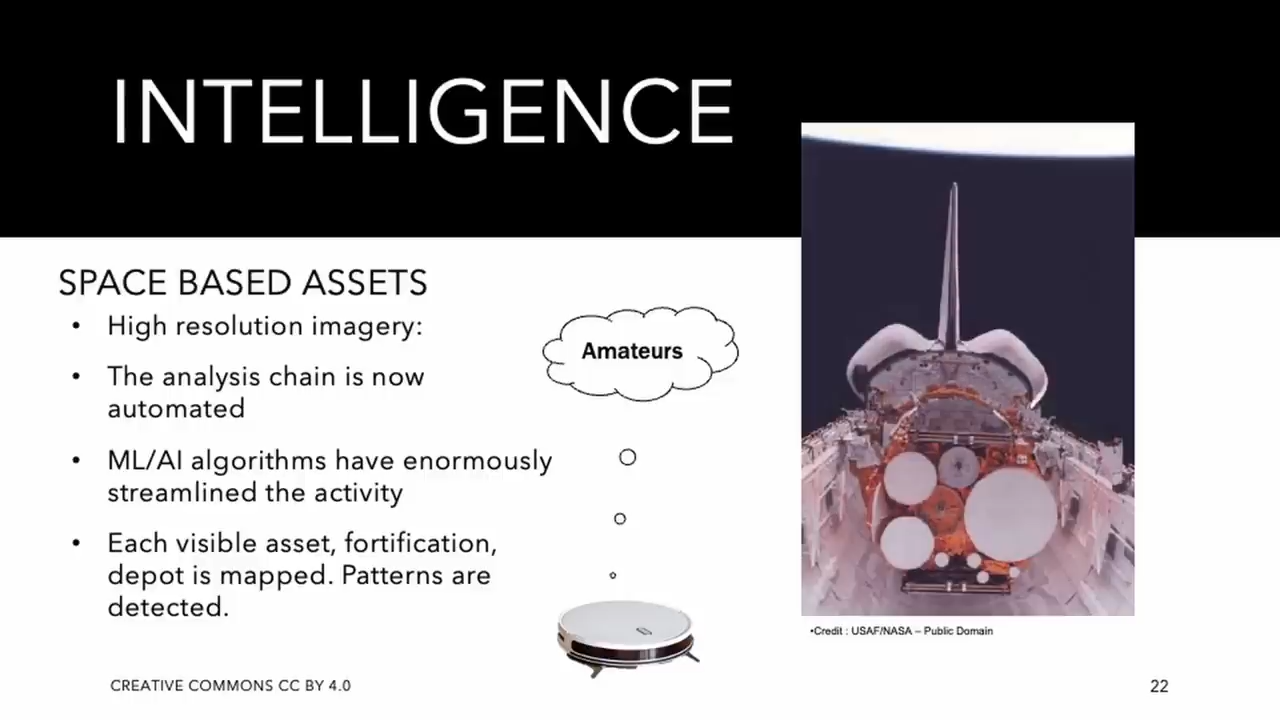 INTELLIGENCE
SPACE BASED ASSETS
• High resolution imagery:
• The analysis chain is now
automated
• ML/AI algorithms have enormously
streamlined the activity
• Each visible asset, fortification,
depot is mapped. Patterns are
detected.
Amateurs
•Credit : USAF/NASA – Public Domain
CREATIVE COMMONS CC BY 4.0
22